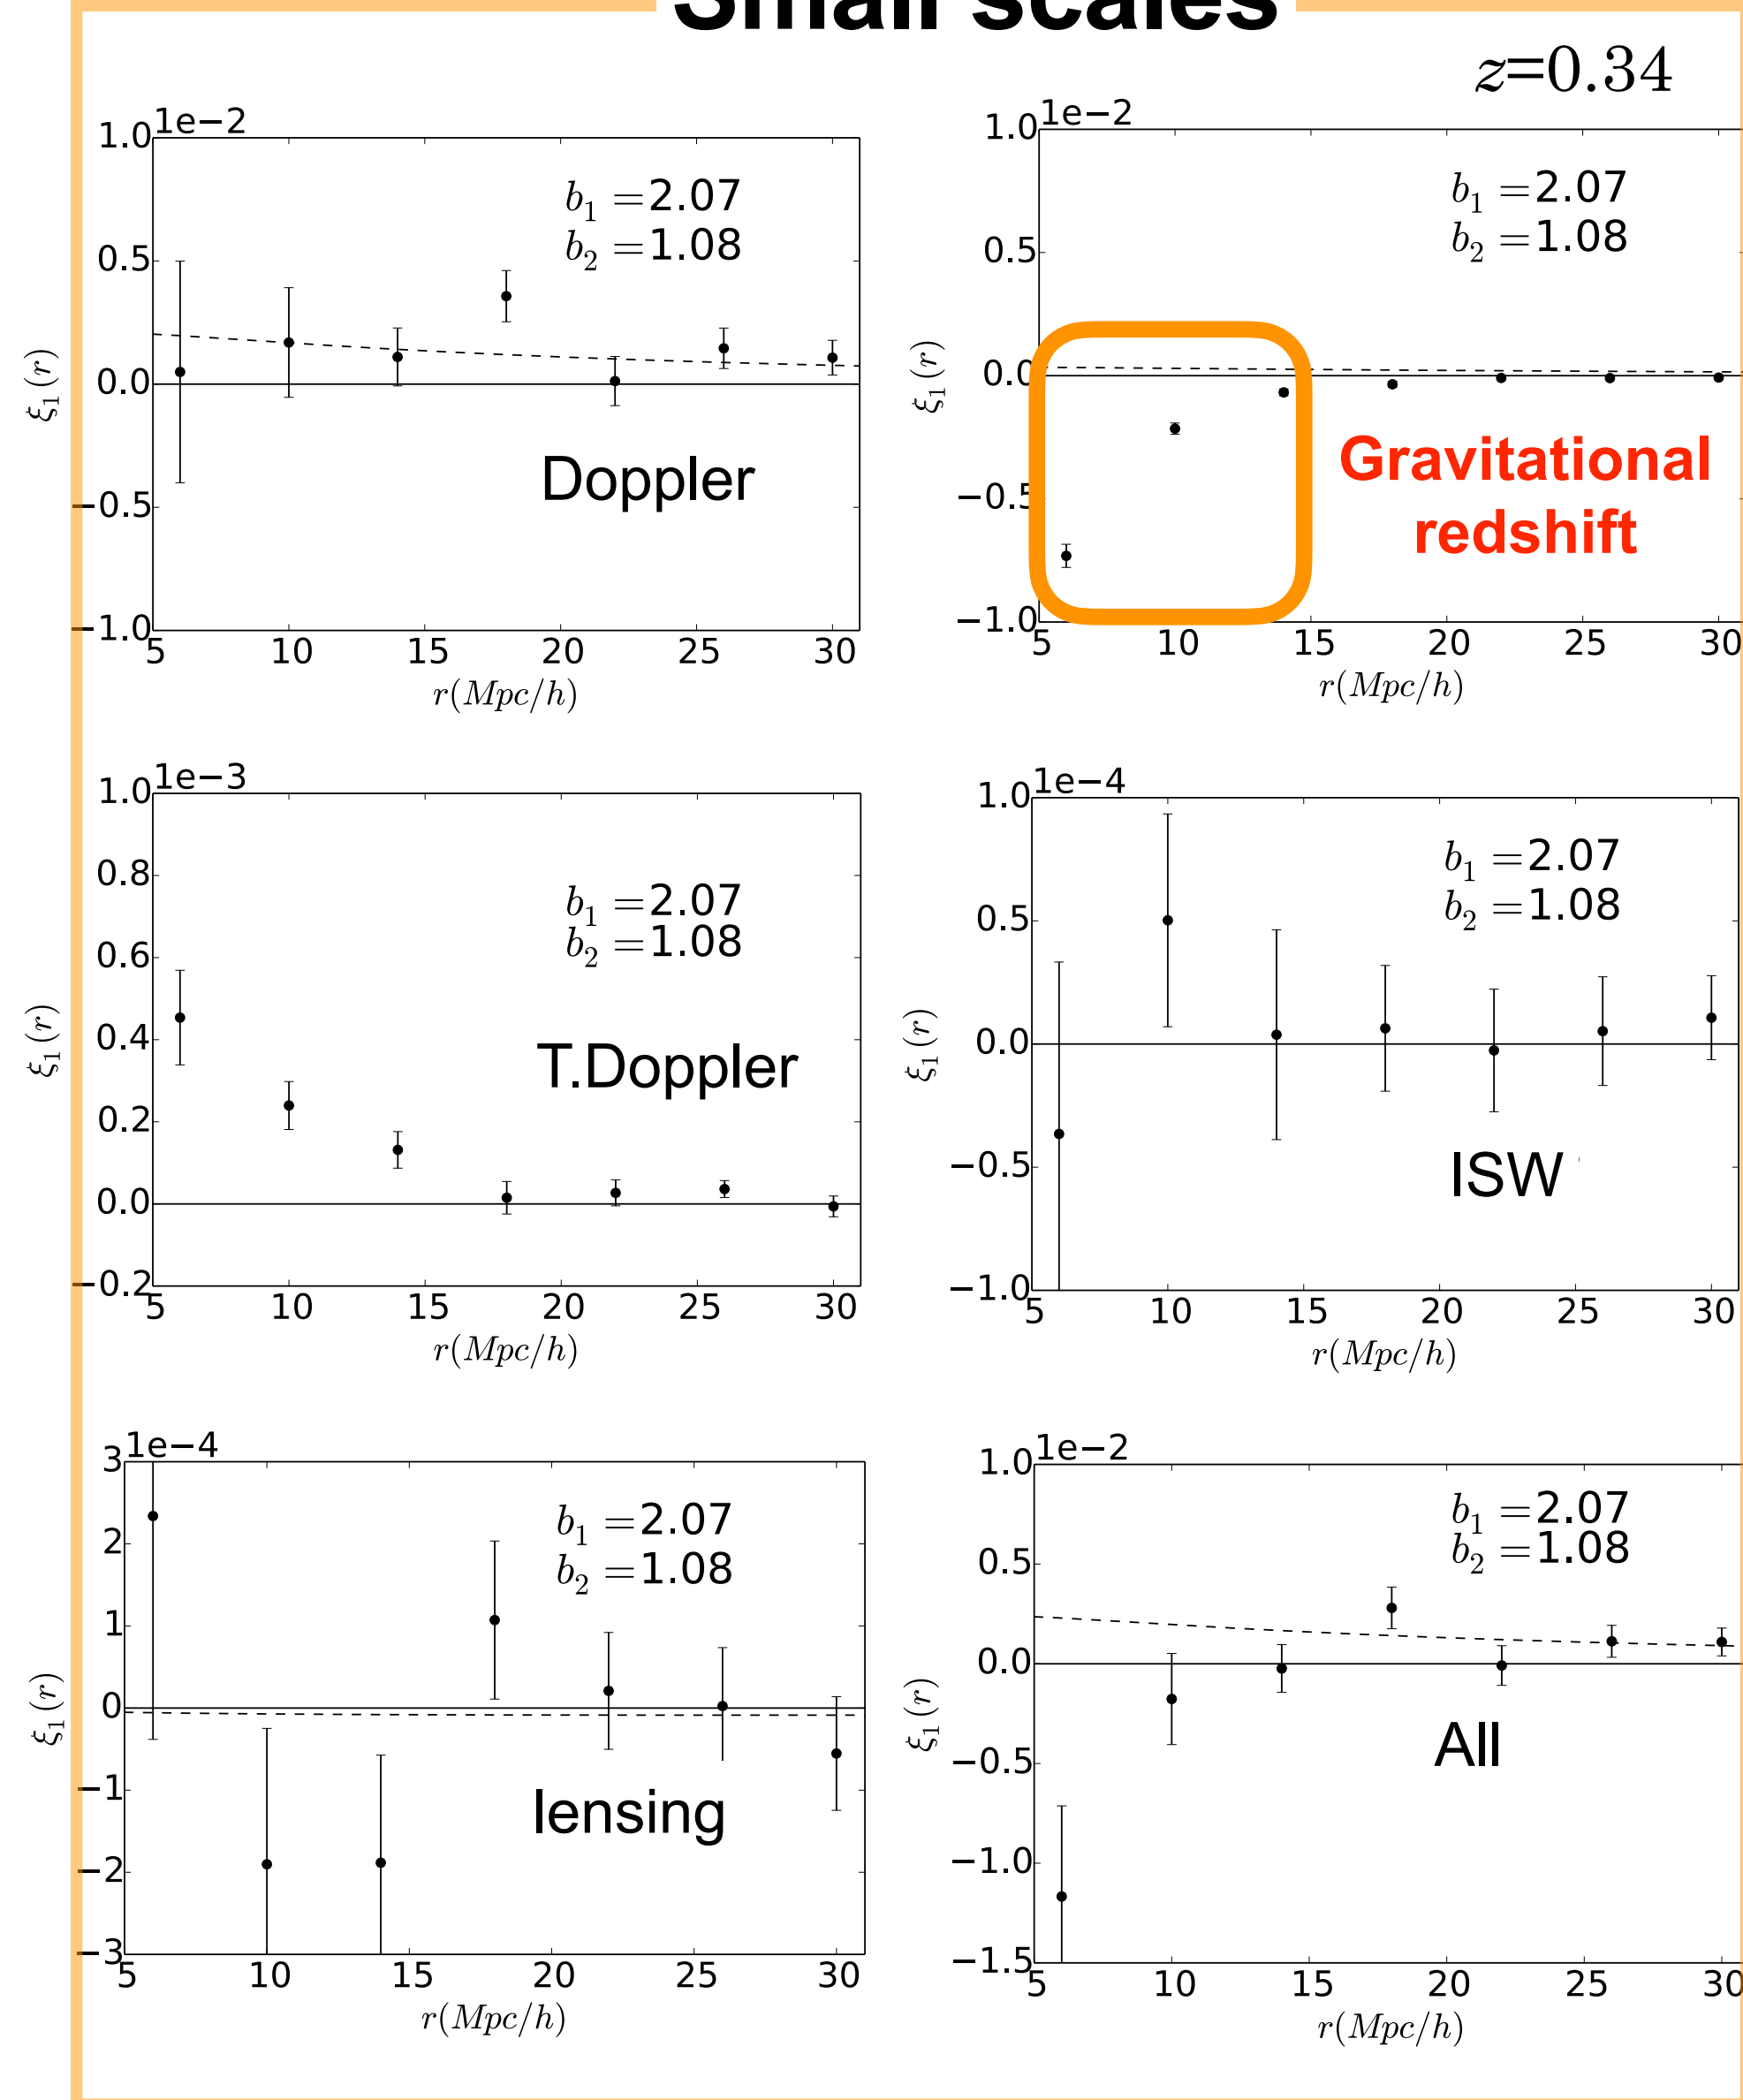 Small scales
z=0.34
1e−2
1.0
0.5
0.0
−0.5
−1.0
ξ₁(r)
b₁=2.07
b₂=1.08
Doppler
5 10 15 20 25 30
r(Mpc/h)
1e−2
1.0
0.5
0.0
−0.5
−1.0
ξ₁(r)
b₁=2.07
b₂=1.08
Gravitational
redshift
5 10 15 20 25 30
r(Mpc/h)
1e−3
1.0
0.8
0.6
0.4
0.2
0.0
−0.2
ξ₁(r)
b₁=2.07
b₂=1.08
T.Doppler
5 10 15 20 25 30
r(Mpc/h)
1e−4
1.0
0.5
0.0
−0.5
−1.0
ξ₁(r)
b₁=2.07
b₂=1.08
ISW
5 10 15 20 25 30
r(Mpc/h)
1e−4
3
2
1
0
−1
−2
−3
ξ₁(r)
b₁=2.07
b₂=1.08
lensing
5 10 15 20 25 30
r(Mpc/h)
1e−2
1.0
0.5
0.0
−0.5
−1.0
−1.5
ξ₁(r)
b₁=2.07
b₂=1.08
All
5 10 15 20 25 30
r(Mpc/h)